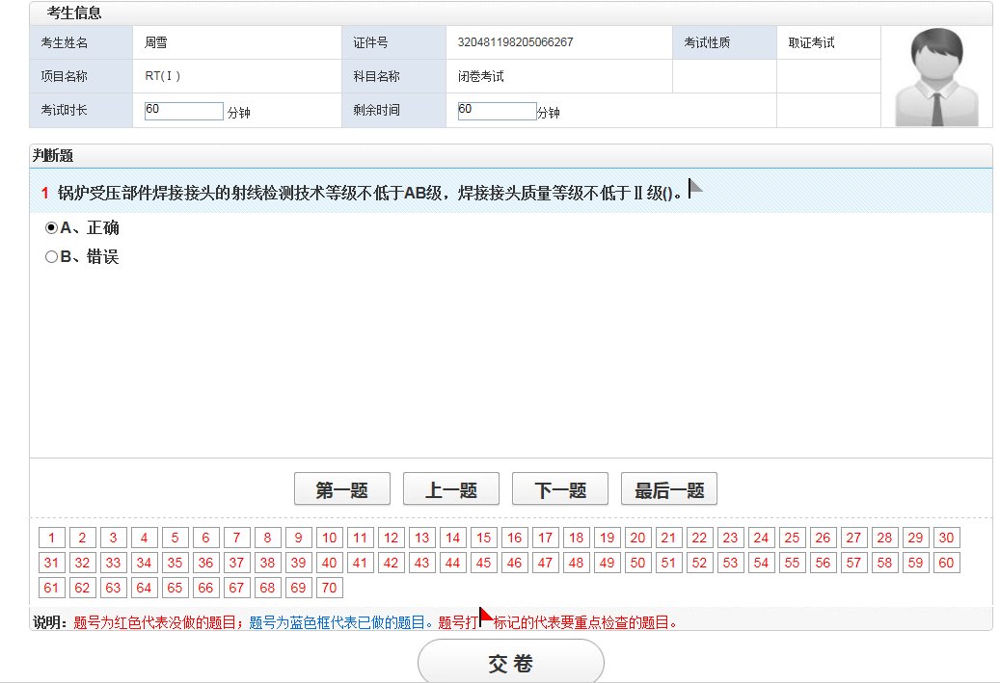 考生信息
考生姓名 周雪 证件号 320481198205066267 考试性质 取证考试
项目名称 RT(Ⅰ) 科目名称 闭卷考试
考试时长 60 分钟 剩余时间 60 分钟
判断题
1 锅炉受压部件焊接接头的射线检测技术等级不低于AB级，焊接接头质量等级不低于Ⅱ级()。
A、正确
B、错误
第一题 上一题 下一题 最后一题
1 2 3 4 5 6 7 8 9 10 11 12 13 14 15 16 17 18 19 20 21 22 23 24 25 26 27 28 29 30
31 32 33 34 35 36 37 38 39 40 41 42 43 44 45 46 47 48 49 50 51 52 53 54 55 56 57 58 59 60
61 62 63 64 65 66 67 68 69 70
说明：题号为红色代表没做的题目；题号为蓝色框代表已做的题目。题号打 标记的代表要重点检查的题目。
交 卷